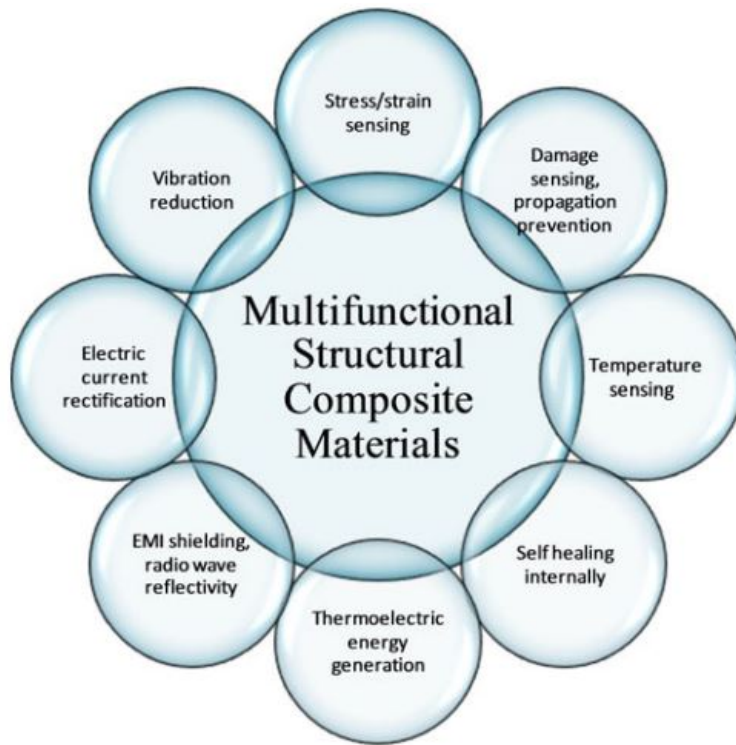 Stress/strain
sensing
Damage
sensing,
propagation
prevention
Temperature
sensing
Self healing
internally
Thermoelectric
energy
generation
EMI shielding,
radio wave
reflectivity
Electric
current
rectification
Vibration
reduction
Multifunctional
Structural
Composite
Materials